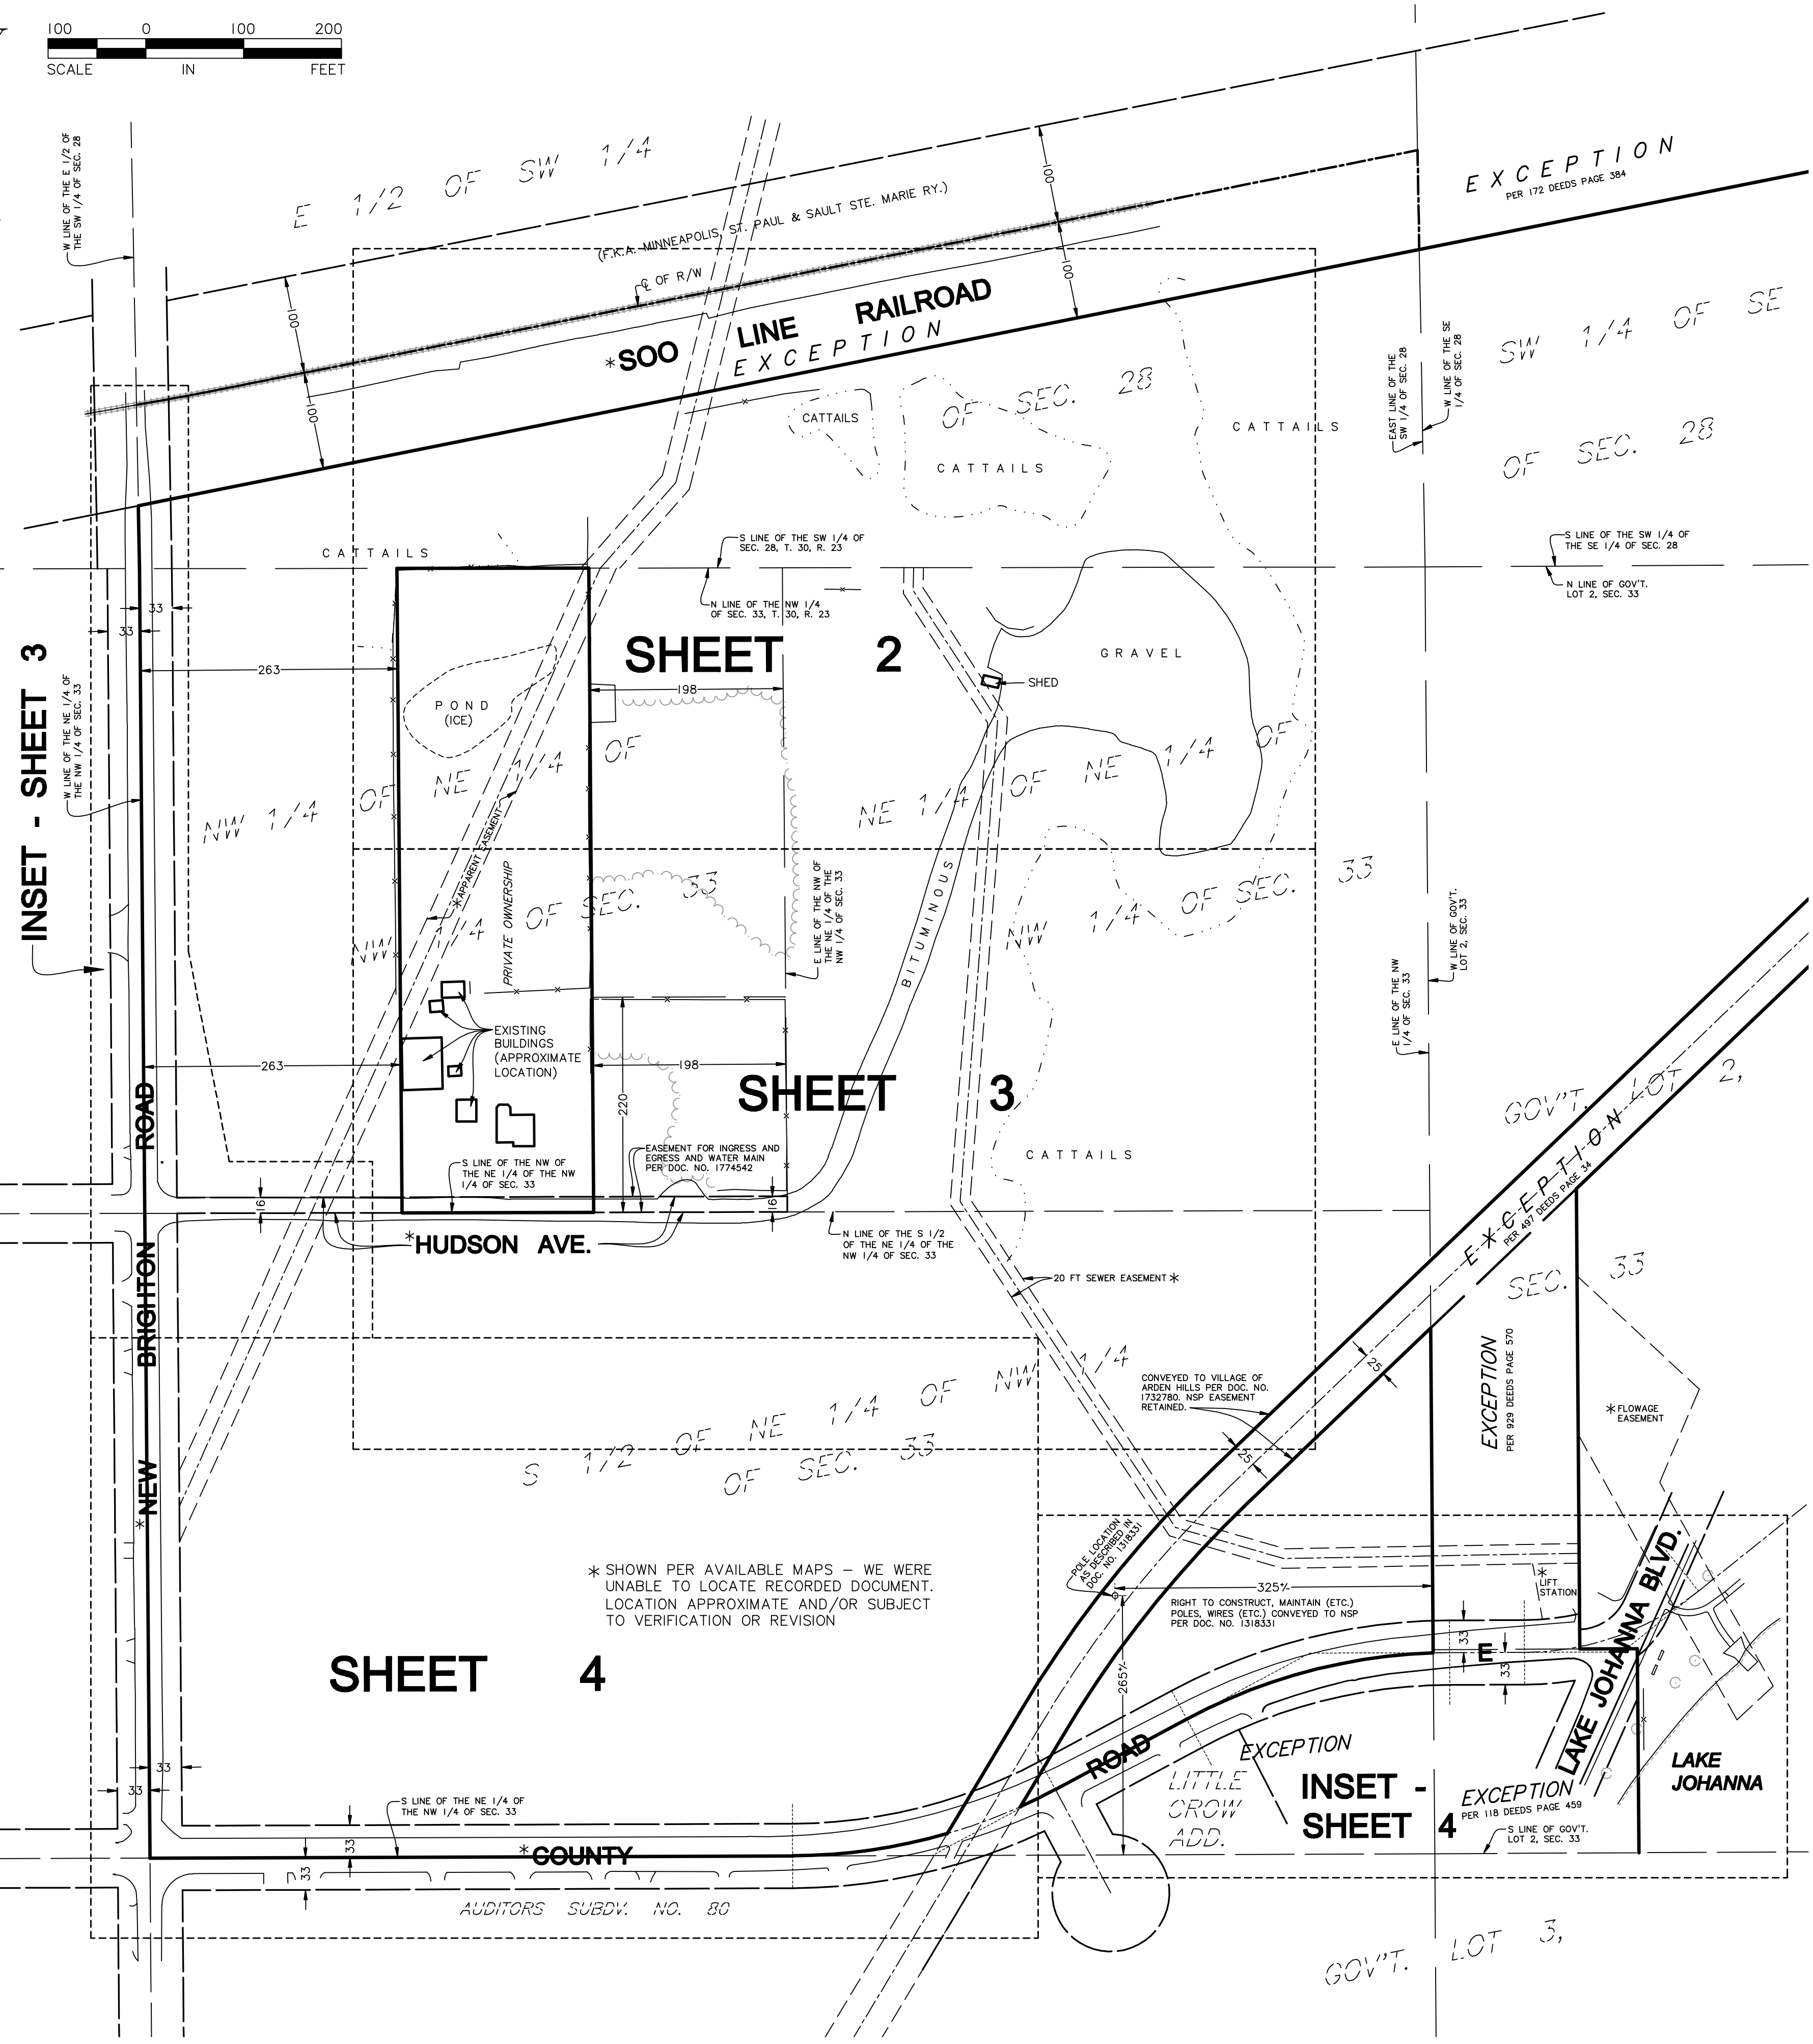 100 0 100 200
SCALE IN FEET
W LINE OF THE E 1/2 OF
THE SW 1/4 OF SEC. 28
E 1/2 OF SW 1/4
(F.K.A. MINNEAPOLIS, ST. PAUL & SAULT STE. MARIE RY.)
℄ OF R/W
100
100
100
100
*SOO LINE RAILROAD
EXCEPTION
EXCEPTION
PER 172 DEEDS PAGE 384
OF SEC. 28
CATTAILS
CATTAILS
CATTAILS
CATTAILS
EAST LINE OF THE
SW 1/4 OF SEC. 28
W LINE OF THE SE
1/4 OF SEC. 28
SW 1/4 OF SE
OF SEC. 28
S LINE OF THE SW 1/4 OF
SEC. 28, T. 30, R. 23
N LINE OF THE NW 1/4
OF SEC. 33, T. 30, R. 23
S LINE OF THE SW 1/4 OF
THE SE 1/4 OF SEC. 28
N LINE OF GOV'T.
LOT 2, SEC. 33
33
33
INSET - SHEET 3
W LINE OF THE NE 1/4 OF
THE NW 1/4 OF SEC. 33
263
SHEET 2
198
POND
(ICE)
GRAVEL
SHED
NW 1/4 OF NE 1/4 OF
NW 1/4 OF SEC. 33
NE 1/4 OF NE 1/4 OF
NW 1/4 OF SEC. 33
*APPARENT EASEMENT
PRIVATE OWNERSHIP
E LINE OF THE NW OF
THE NE 1/4 OF THE
NW 1/4 OF SEC. 33
BITUMINOUS
E LINE OF THE NW
1/4 OF SEC. 33
W LINE OF GOV'T.
LOT 2, SEC. 33
EXISTING
BUILDINGS
(APPROXIMATE
LOCATION)
263
198
220
SHEET 3
CATTAILS
S LINE OF THE NW OF
THE NE 1/4 OF THE NW
1/4 OF SEC. 33
EASEMENT FOR INGRESS AND
EGRESS AND WATER MAIN
PER DOC. NO. 1774542
16
16
*HUDSON AVE.
N LINE OF THE S 1/2
OF THE NE 1/4 OF THE
NW 1/4 OF SEC. 33
20 FT SEWER EASEMENT *
*NEW BRIGHTON ROAD
GOV'T. LOT 2,
SEC. 33
EXCEPTION
PER 497 DEEDS PAGE 34
EXCEPTION
PER 929 DEEDS PAGE 570
* FLOWAGE
EASEMENT
25
25
CONVEYED TO VILLAGE OF
ARDEN HILLS PER DOC. NO.
1732780. NSP EASEMENT
RETAINED.
S 1/2 OF NE 1/4 OF NW 1/4
OF SEC. 33
* SHOWN PER AVAILABLE MAPS – WE WERE
UNABLE TO LOCATE RECORDED DOCUMENT.
LOCATION APPROXIMATE AND/OR SUBJECT
TO VERIFICATION OR REVISION
POLE LOCATION
AS DESCRIBED IN
DOC. NO. 1318331
325±
RIGHT TO CONSTRUCT, MAINTAIN (ETC.)
POLES, WIRES (ETC.) CONVEYED TO NSP
PER DOC. NO. 1318331
265±
*
LIFT
STATION
33
33
E
LAKE JOHANNA BLVD.
LAKE
JOHANNA
SHEET 4
33
33
S LINE OF THE NE 1/4 OF
THE NW 1/4 OF SEC. 33
33
33
*COUNTY
ROAD
EXCEPTION
LITTLE
CROW
ADD.
INSET -
SHEET 4
EXCEPTION
PER 118 DEEDS PAGE 459
S LINE OF GOV'T.
LOT 2, SEC. 33
AUDITORS SUBDV. NO. 80
GOV'T. LOT 3,